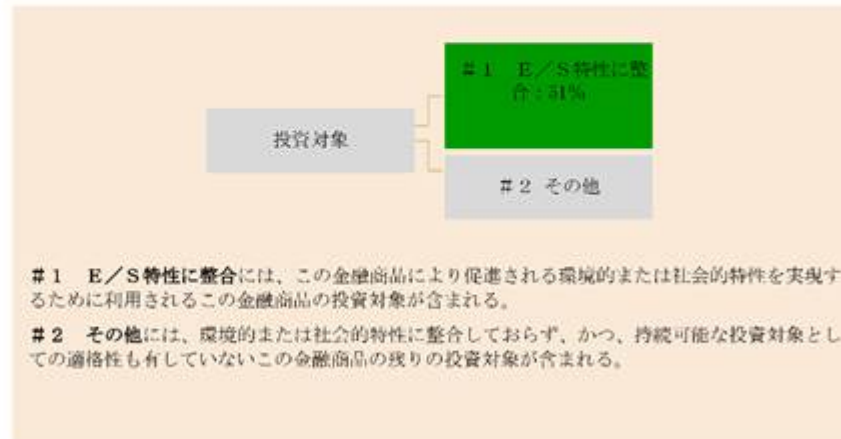 ＃１　Ｅ／Ｓ特性に整
合：51％
投資対象
＃２ その他
＃１　Ｅ／Ｓ特性に整合には、この金融商品により促進される環境的または社会的特性を実現す
るために利用されるこの金融商品の投資対象が含まれる。
＃２　その他には、環境的または社会的特性に整合しておらず、かつ、持続可能な投資対象とし
ての適格性も有していないこの金融商品の残りの投資対象が含まれる。